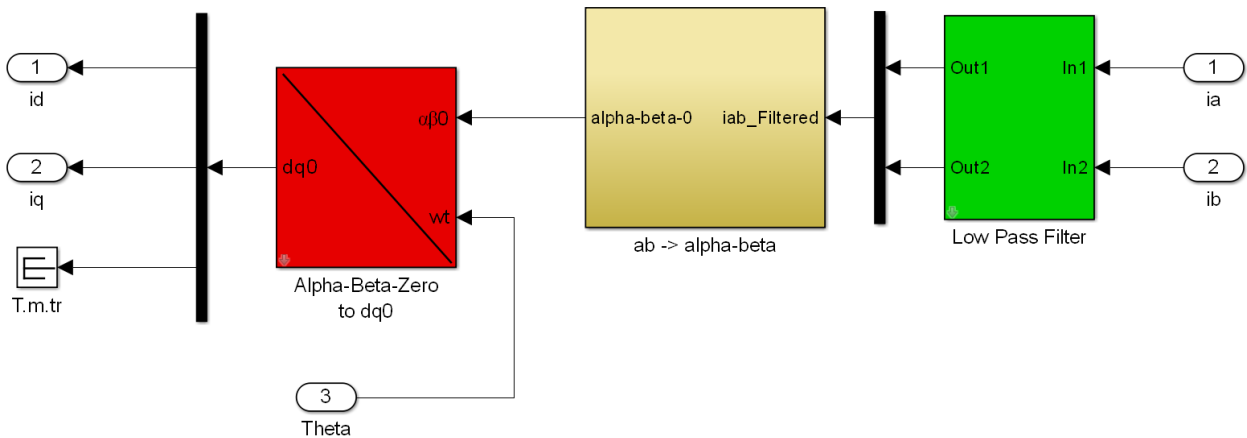 1
id
2
iq
T.m.tr
dq0
αβ0
wt
Alpha-Beta-Zero
to dq0
3
Theta
alpha-beta-0
iab_Filtered
ab -> alpha-beta
Out1
In1
Out2
In2
Low Pass Filter
1
ia
2
ib